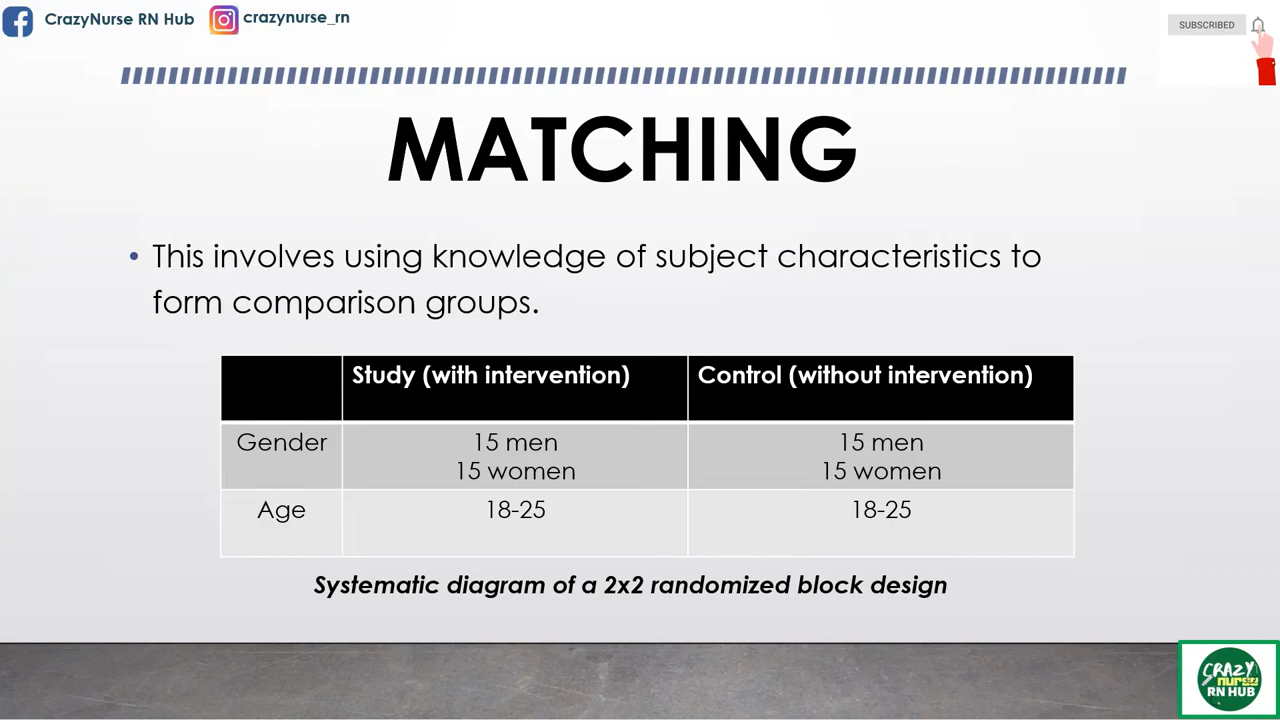 CrazyNurse RN Hub
crazynurse_rn
SUBSCRIBED
MATCHING
• This involves using knowledge of subject characteristics to
form comparison groups.
Study (with intervention) Control (without intervention)
Gender 15 men 15 men
15 women 15 women
Age 18-25 18-25
Systematic diagram of a 2x2 randomized block design
CRAZY
nurse
RN HUB